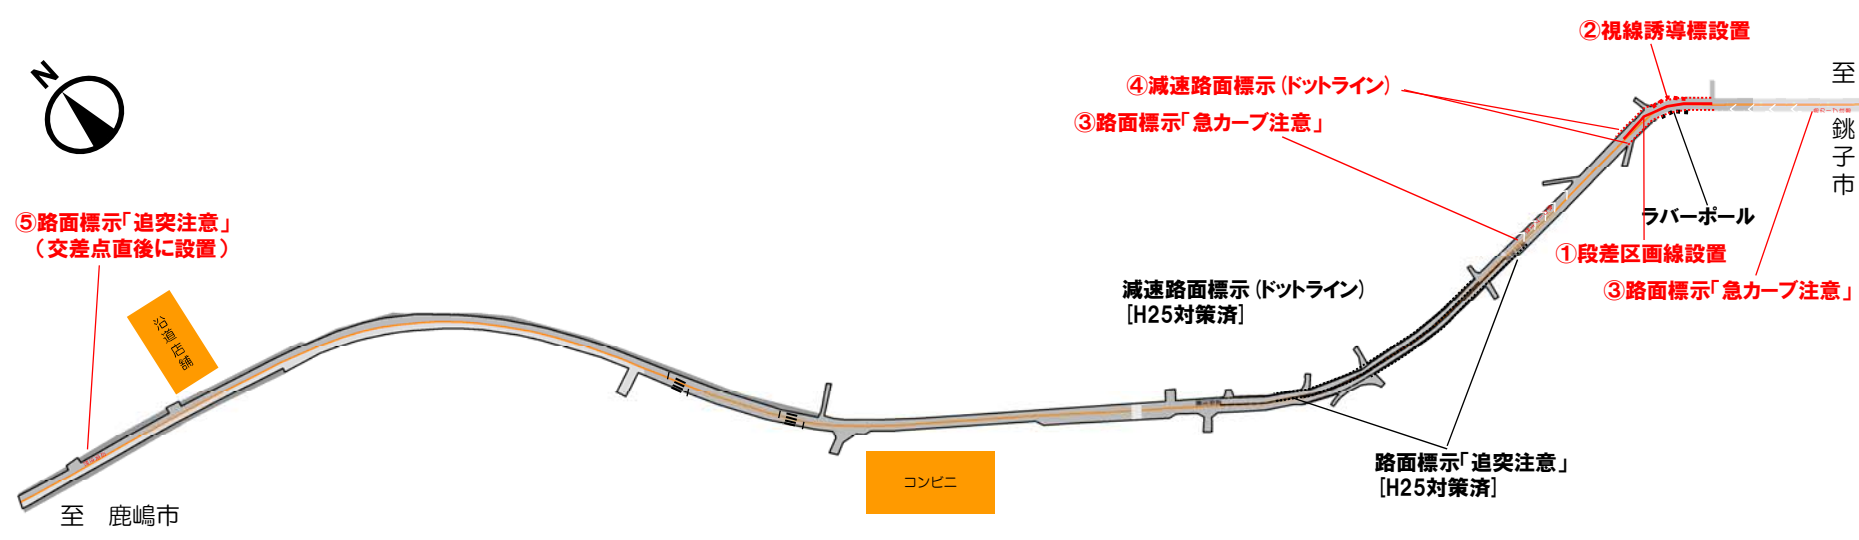 ②視線誘導標設置
N
④減速路面標示(ドットライン)
至 銚子市
③路面標示「急カーブ注意」
⑤路面標示「追突注意」
(交差点直後に設置)
ラバーポール
①段差区画線設置
③路面標示「急カーブ注意」
減速路面標示(ドットライン)
[H25対策済]
沿道店舗
路面標示「追突注意」
[H25対策済]
コンビニ
至 鹿嶋市